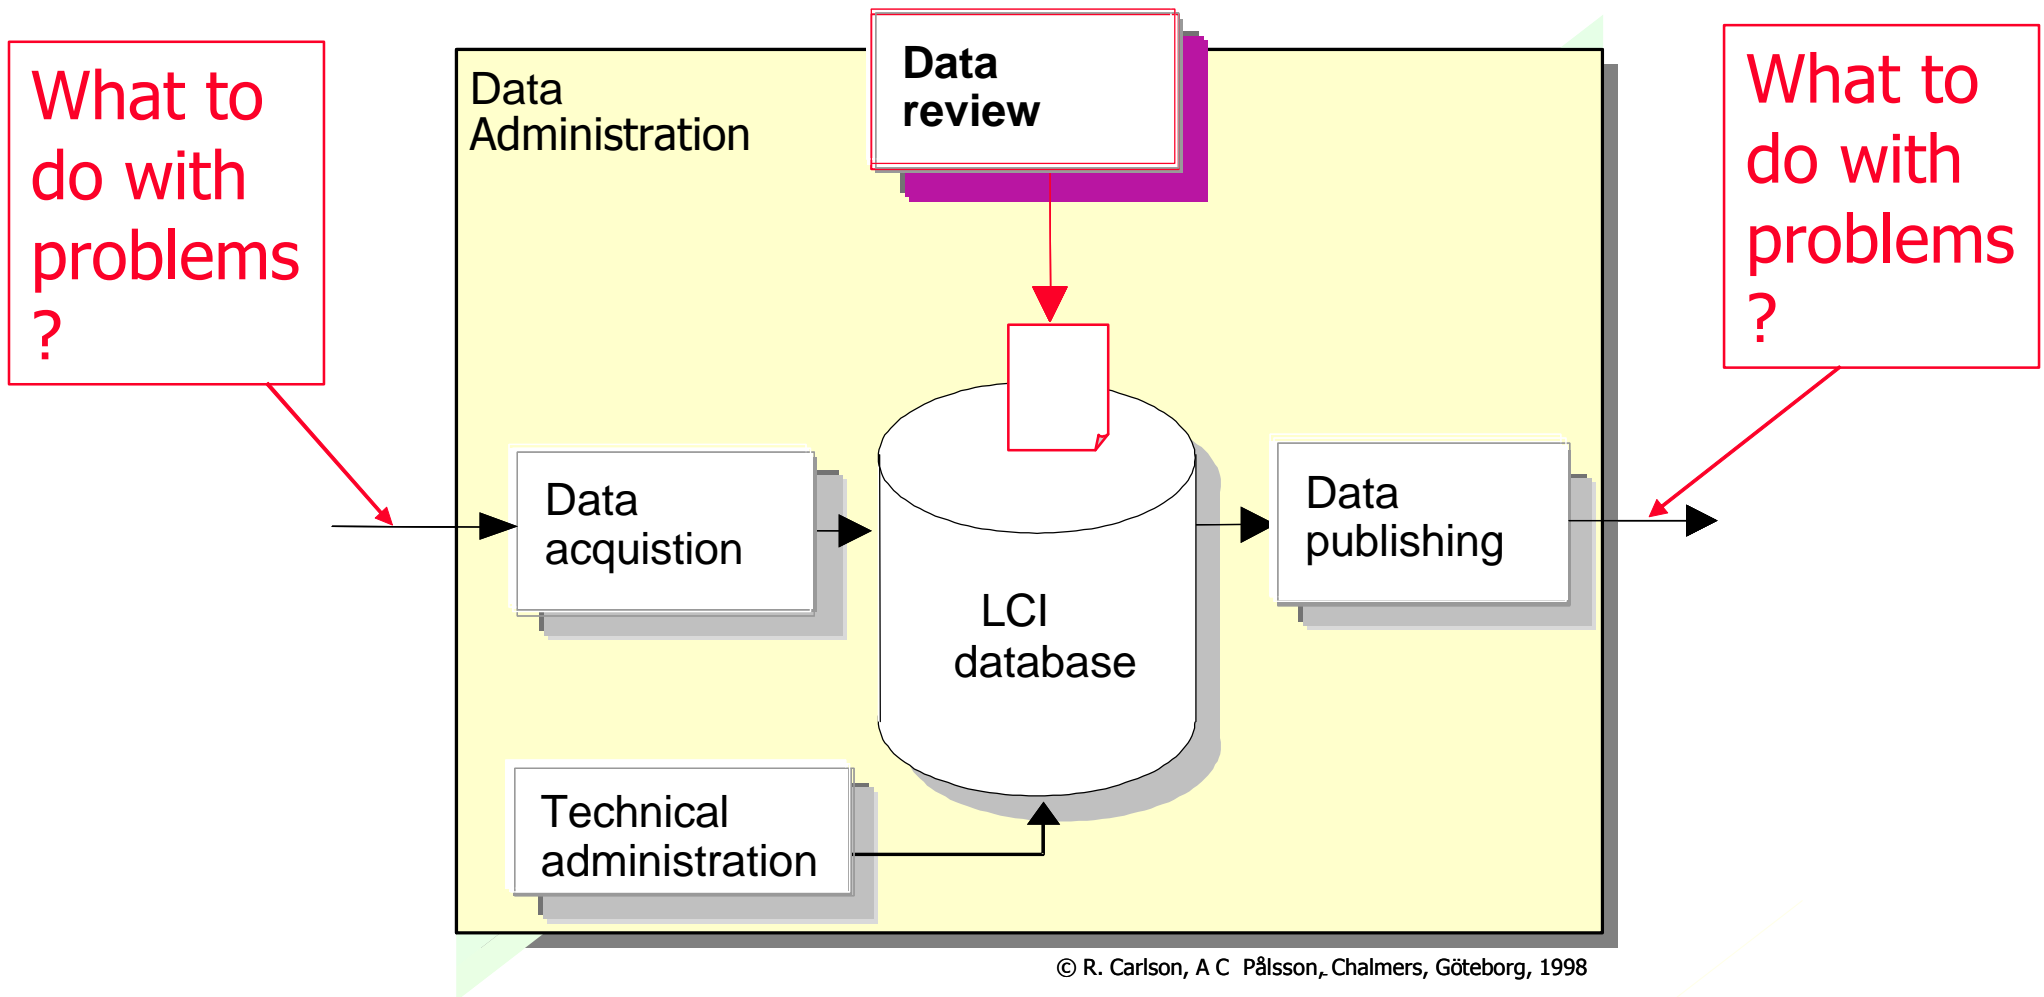 What to
do with
problems
?
Data
Administration
Data
review
What to
do with
problems
?
Data
acquistion
LCI
database
Data
publishing
Technical
administration
© R. Carlson, A C Pålsson, Chalmers, Göteborg, 1998